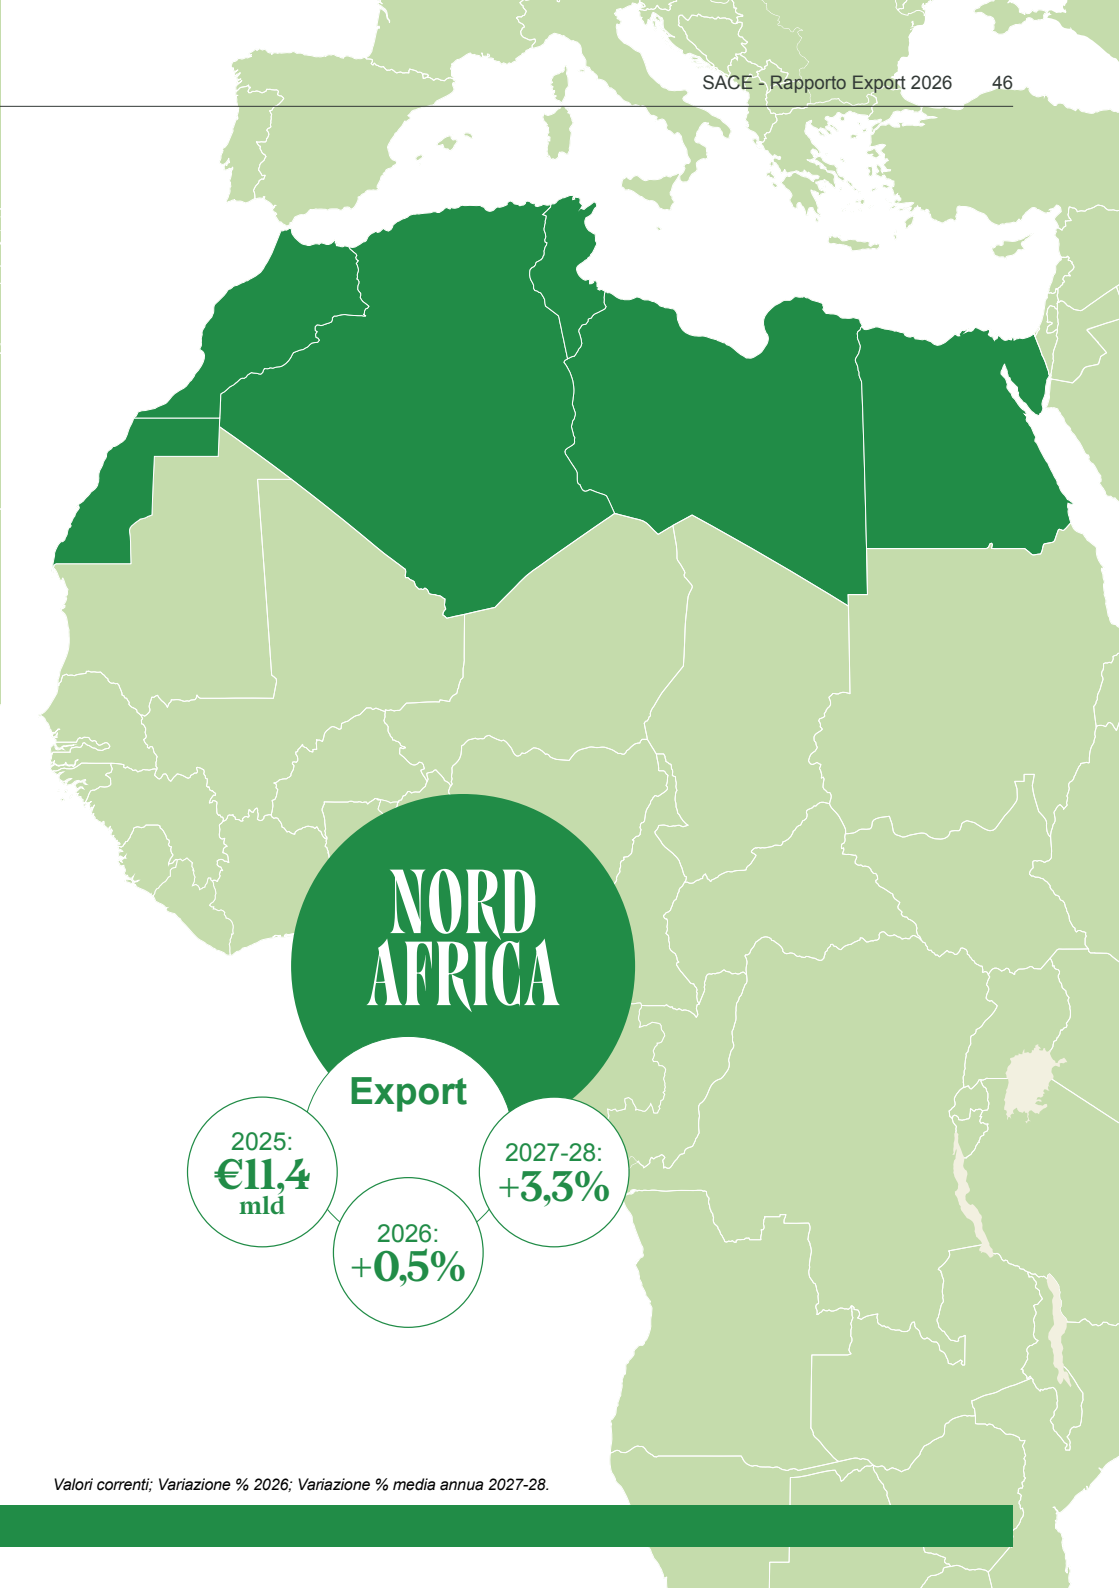 SACE - Rapporto Export 2026 46
NORD
AFRICA
Export
2025:
€11,4
mld
2026:
+0,5%
2027-28:
+3,3%
Valori correnti; Variazione % 2026; Variazione % media annua 2027-28.